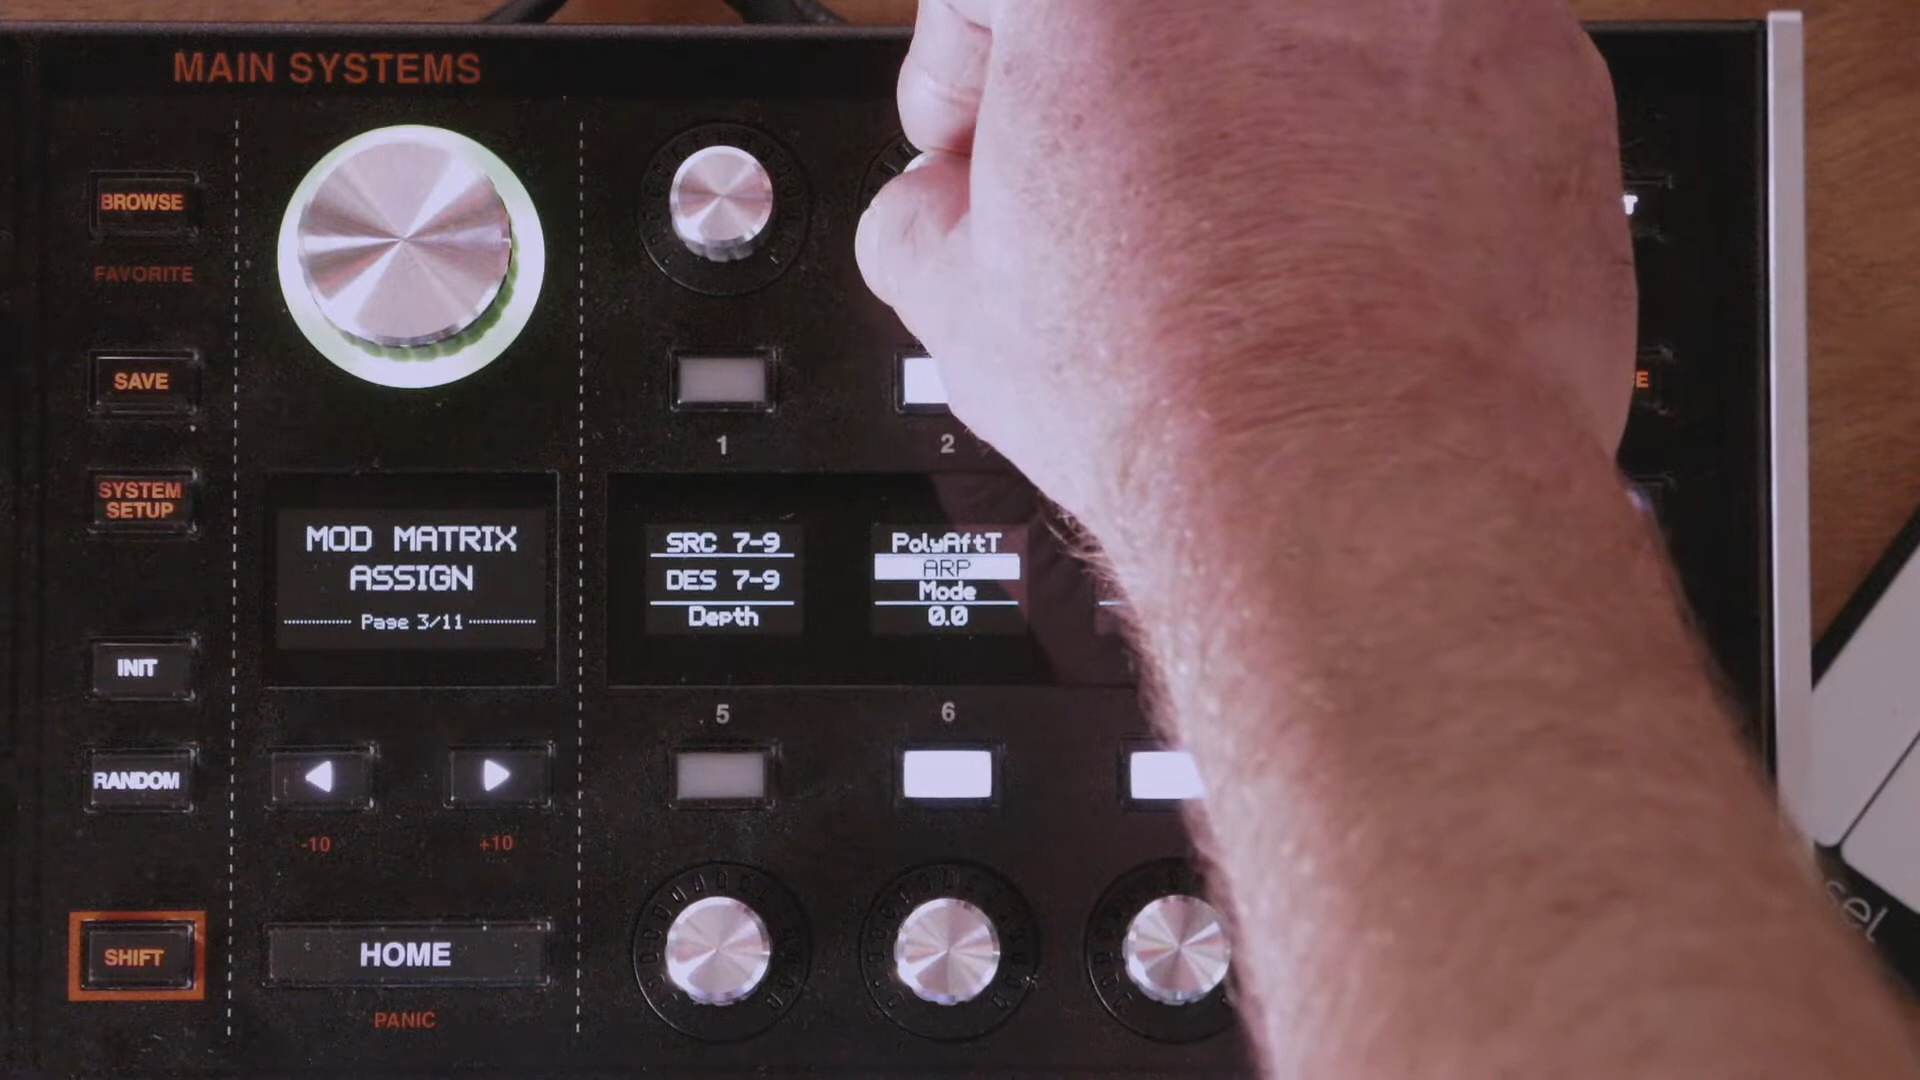 MAIN SYSTEMS
BROWSE
FAVORITE
SAVE
SYSTEM
SETUP
INIT
RANDOM
SHIFT
MOD MATRIX
ASSIGN
Page 3/11
-10
+10
HOME
PANIC
1
2
SRC 7-9
DES 7-9
Depth
PolyAftT
ARP
Mode
0.0
5
6
sel